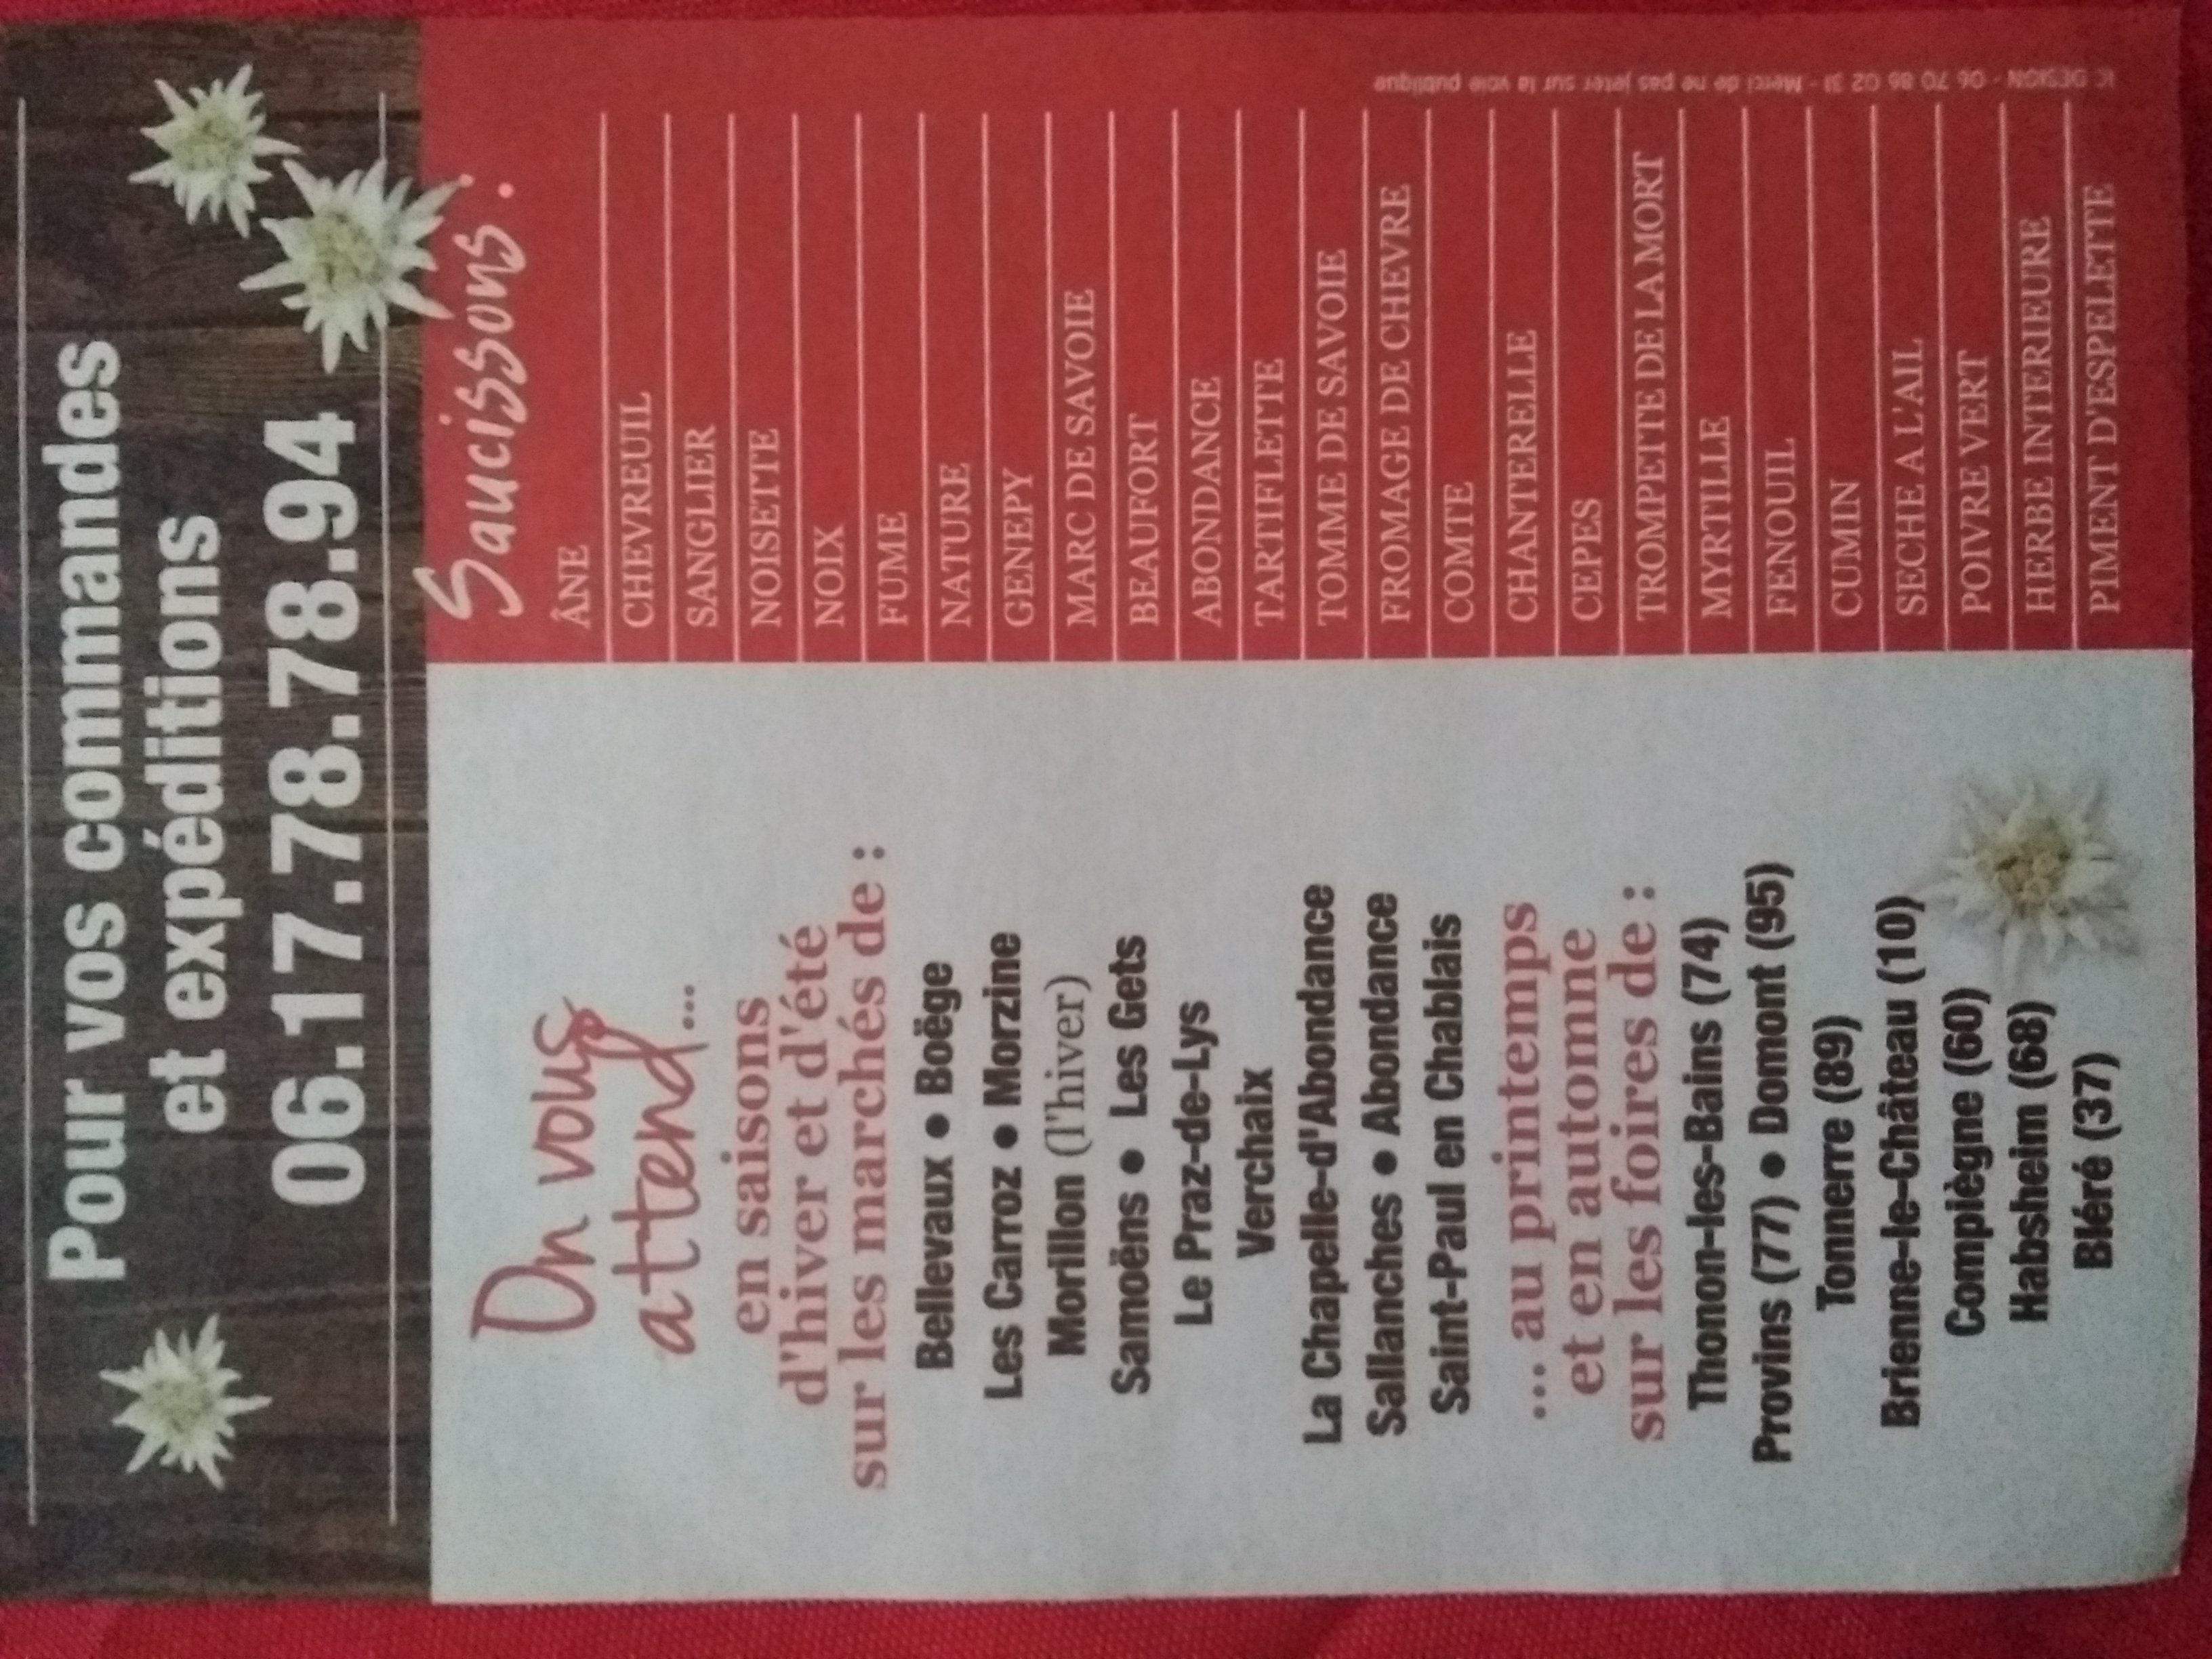 Pour vos commandes
et expéditions
06.17.78.78.94
On vous
attend...
en saisons
d'hiver et d'été
sur les marchés de :
Bellevaux ● Boëge
Les Carroz ● Morzine
Morillon (l'hiver)
Samoëns ● Les Gets
Le Praz-de-Lys
Verchaix
La Chapelle-d'Abondance
Sallanches ● Abondance
Saint-Paul en Chablais
... au printemps
et en automne
sur les foires de :
Thonon-les-Bains (74)
Provins (77) ● Domont (95)
Tonnerre (89)
Brienne-le-Château (10)
Compiègne (60)
Habsheim (68)
Bléré (37)
Saucissons :
ÂNE
CHEVREUIL
SANGLIER
NOISETTE
NOIX
FUME
NATURE
GENEPY
MARC DE SAVOIE
BEAUFORT
ABONDANCE
TARTIFLETTE
TOMME DE SAVOIE
FROMAGE DE CHEVRE
COMTE
CHANTERELLE
CEPES
TROMPETTE DE LA MORT
MYRTILLE
FENOUIL
CUMIN
SECHE A L'AIL
POIVRE VERT
HERBE INTERIEURE
PIMENT D'ESPELETTE
IC DESIGN - 06 70 86 02 31 - Merci de ne pas jeter sur la voie publique